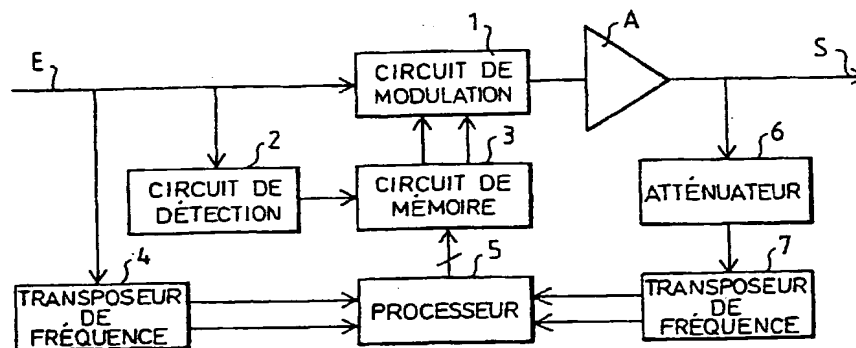 E
1
CIRCUIT DE
MODULATION
A
S
2
CIRCUIT DE
DÉTECTION
3
CIRCUIT DE
MÉMOIRE
6
ATTÉNUATEUR
4
TRANSPOSEUR
DE
FRÉQUENCE
5
PROCESSEUR
7
TRANSPOSEUR
DE
FRÉQUENCE